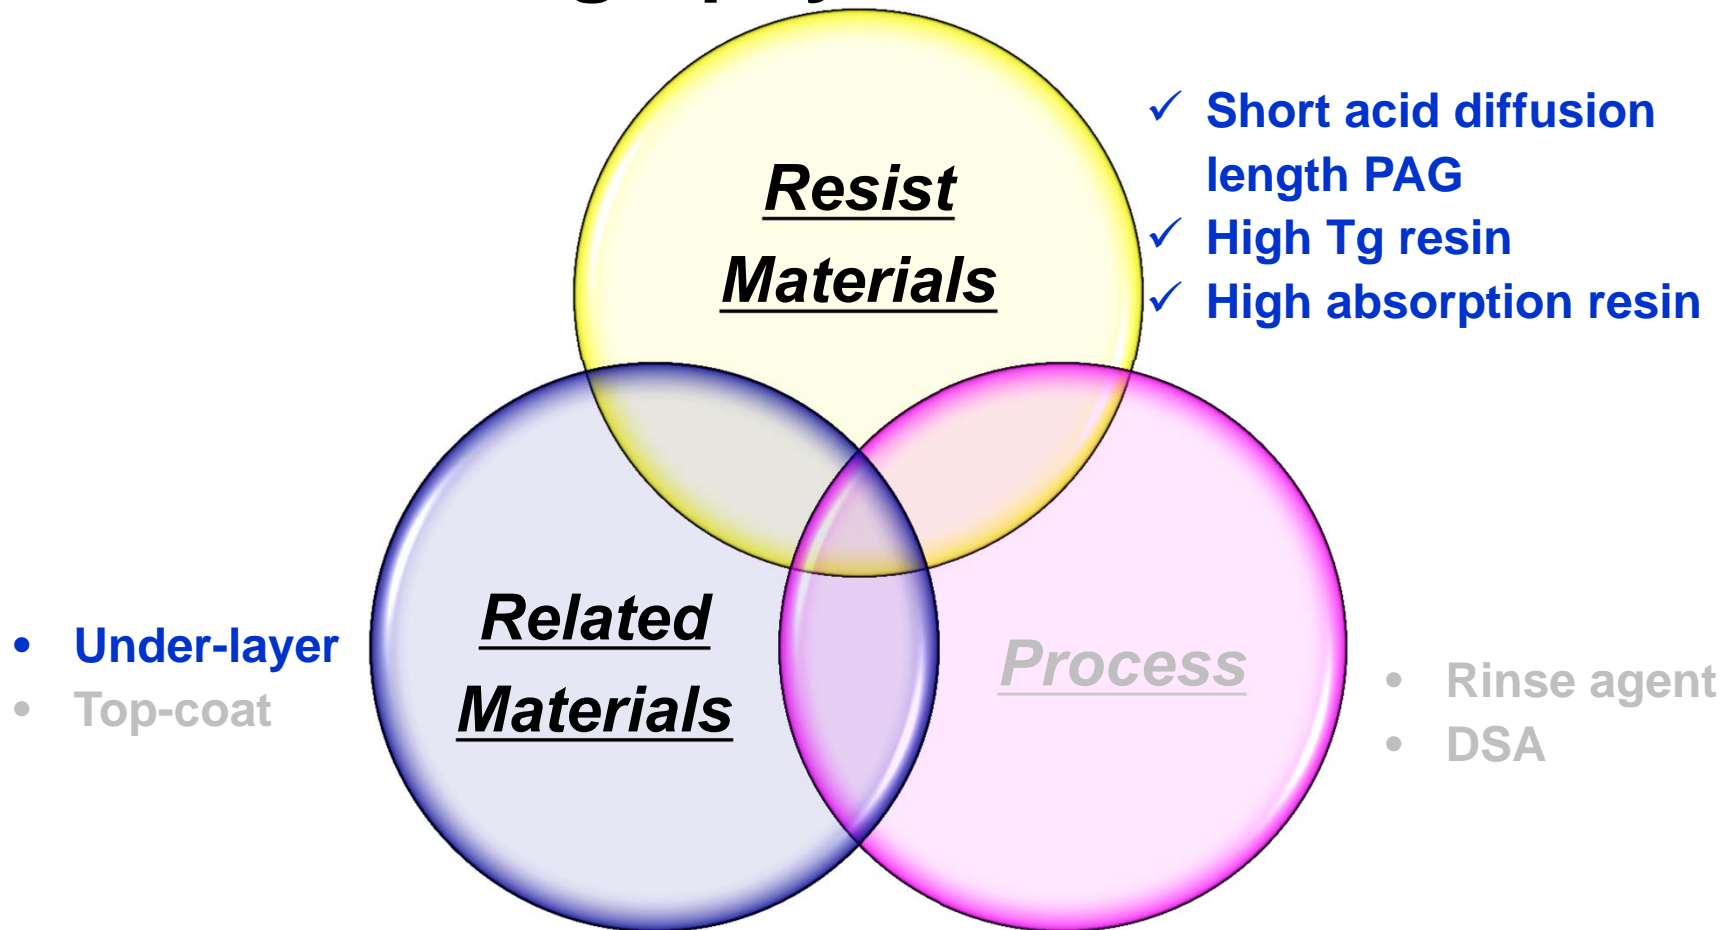 Resist
Materials
✓ Short acid diffusion
length PAG
✓ High Tg resin
✓ High absorption resin
Related
Materials
• Under-layer
• Top-coat
Process
• Rinse agent
• DSA